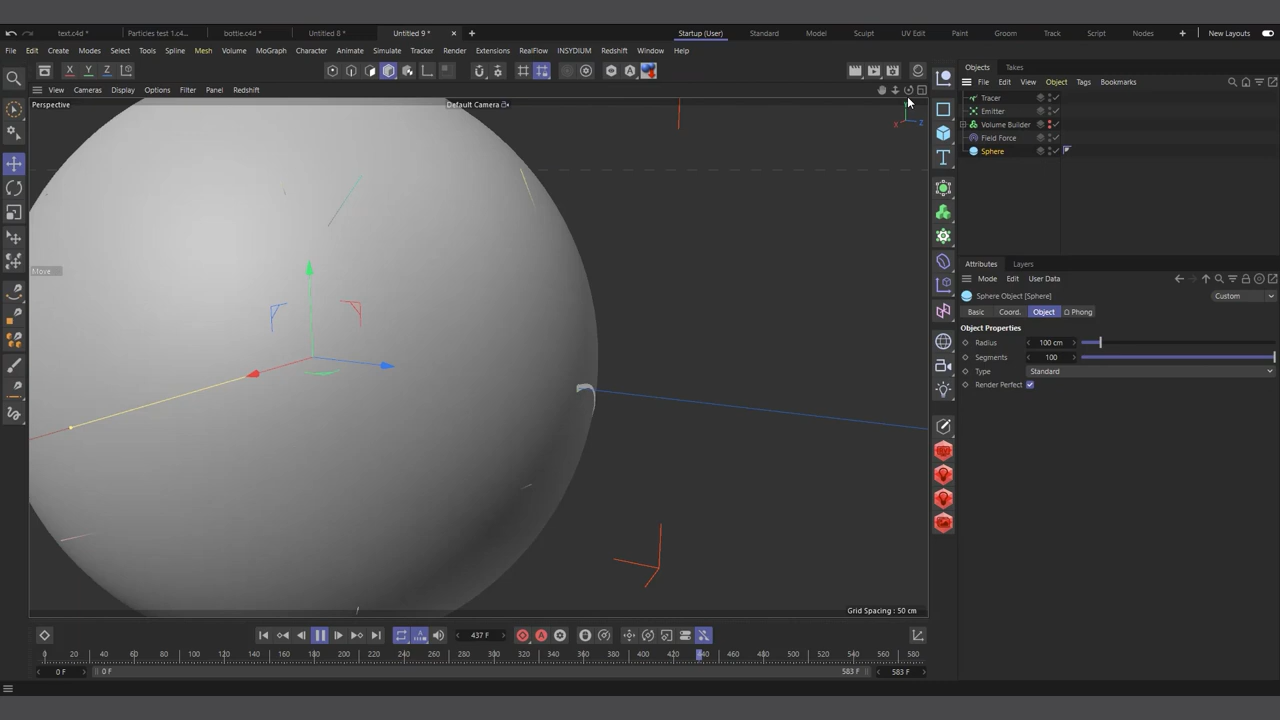 text.c4d *
Particles test 1.c4...
bottle.c4d *
Untitled 8 *
Untitled 9 *
Startup (User)
Standard
Model
Sculpt
UV Edit
Paint
Groom
Track
Script
Nodes
New Layouts
File
Edit
Create
Modes
Select
Tools
Spline
Mesh
Volume
MoGraph
Character
Animate
Simulate
Tracker
Render
Extensions
RealFlow
INSYDIUM
Redshift
Window
Help
X
Y
Z
Objects
Takes
File
Edit
View
Object
Tags
Bookmarks
View
Cameras
Display
Options
Filter
Panel
Redshift
Perspective
Default Camera
X
Z
Move
Tracer
Emitter
Volume Builder
Field Force
Sphere
Attributes
Layers
Mode
Edit
User Data
Sphere Object [Sphere]
Custom
Basic
Coord.
Object
Phong
Object Properties
Radius
100 cm
Segments
100
Type
Standard
Render Perfect
Grid Spacing : 50 cm
437 F
0 20 40 60 80 100 120 140 160 180 200 220 240 260 280 300 320 340 360 380 400 420 440 460 480 500 520 540 560 580
0 F
0 F
583 F
583 F